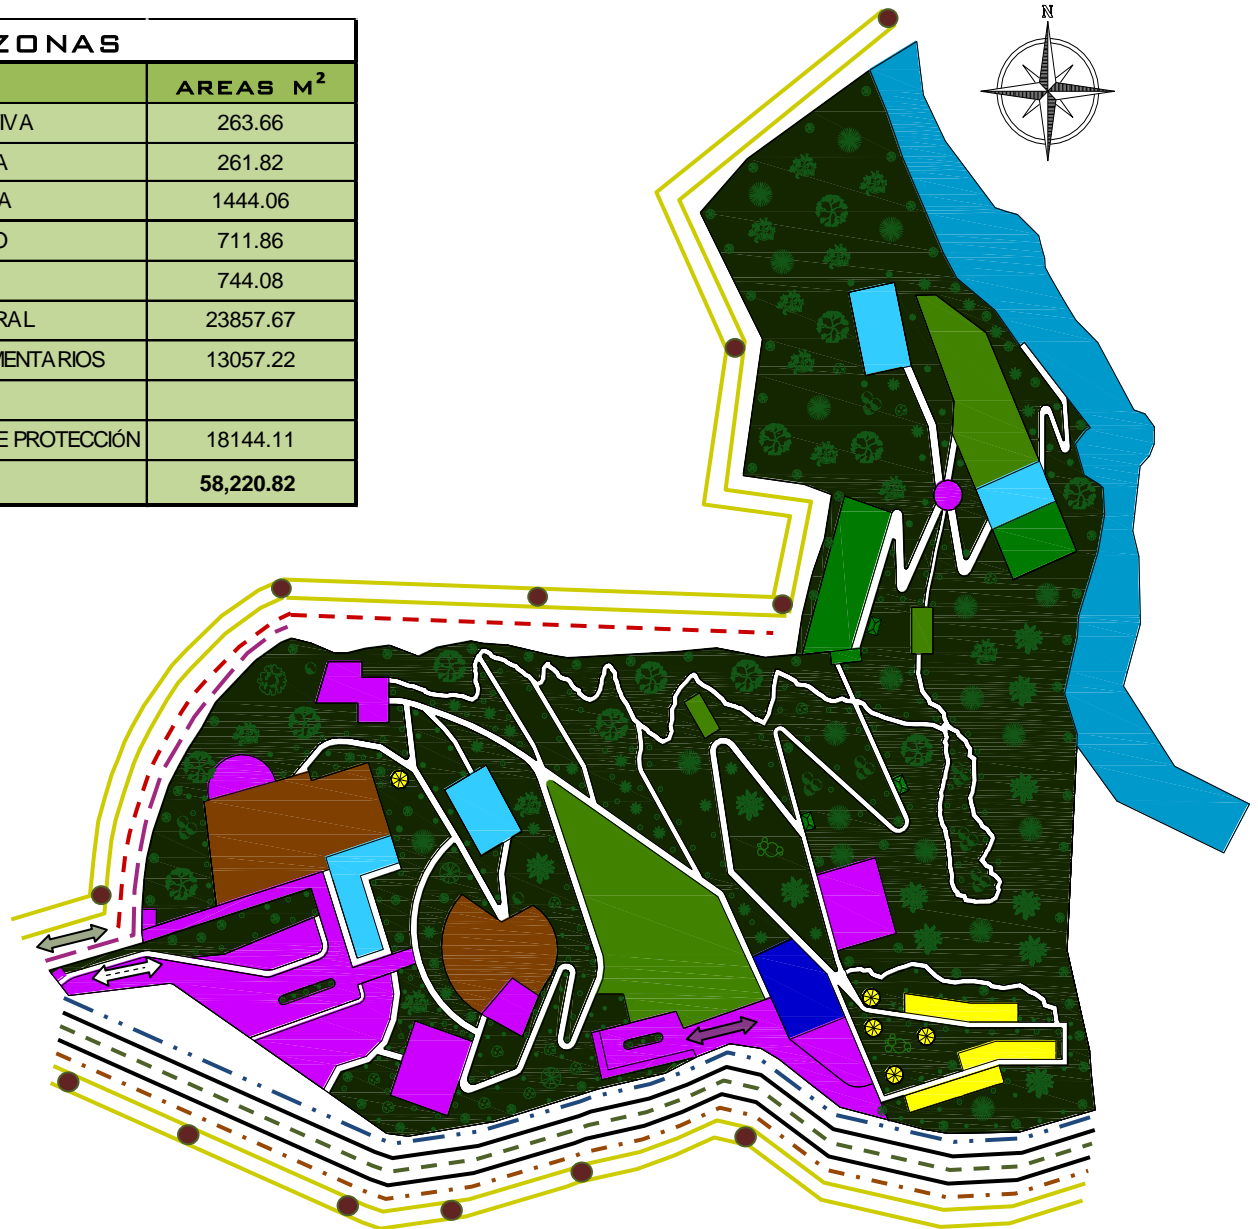 ZONAS
AREAS M²
IVA 263.66
A 261.82
A 1444.06
O 711.86
744.08
RAL 23857.67
MENTARIOS 13057.22
E PROTECCIÓN 18144.11
58,220.82
N